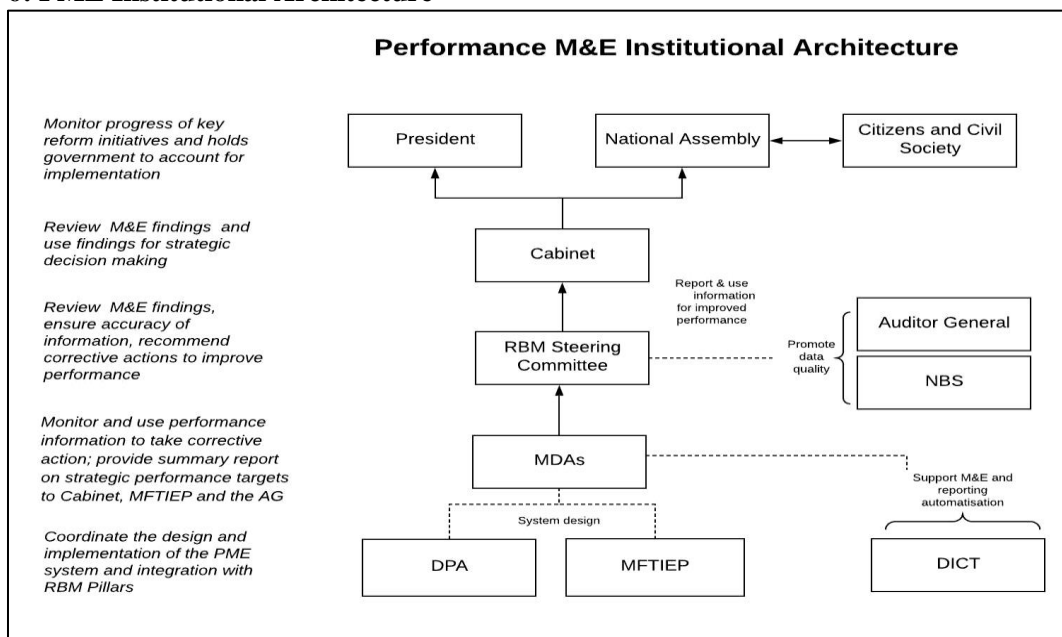 Performance M&E Institutional Architecture
Monitor progress of key
reform initiatives and holds
government to account for
implementation
President
National Assembly
Citizens and Civil
Society
Review M&E findings and
use findings for strategic
decision making
Cabinet
Review M&E findings,
ensure accuracy of
information, recommend
corrective actions to improve
performance
RBM Steering
Committee
Report & use
information
for improved
performance
Promote
data
quality
Auditor General
NBS
Monitor and use performance
information to take corrective
action; provide summary report
on strategic performance targets
to Cabinet, MFTIEP and the AG
MDAs
Support M&E and
reporting
automatisation
System design
Coordinate the design and
implementation of the PME
system and integration with
RBM Pillars
DPA
MFTIEP
DICT